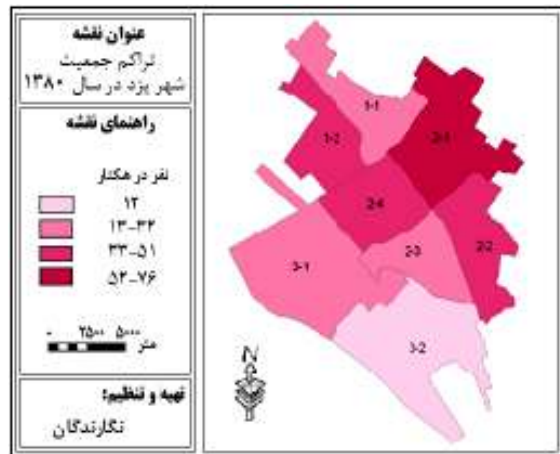 عنوان نقشه
تراکم جمعیت
شهر یزد در سال ۱۳۸۰
راهنمای نقشه
نفر در هکتار
۱۲
۱۳-۳۲
۳۳-۵۱
۵۲-۷۶
۰ ۲۵۰۰ ۵۰۰۰
متر
تهیه و تنظیم:
نگارندگان
1-1
1-2
2-1
2-4
2-2
2-3
3-1
3-2
N